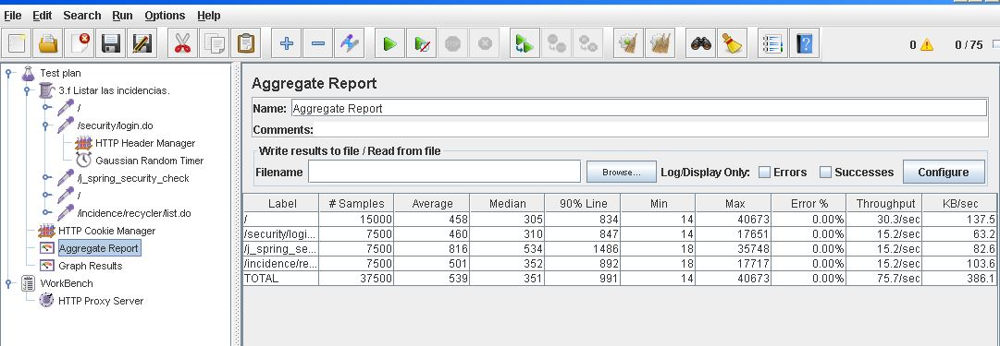 File Edit Search Run Options Help
0 0 / 75
Test plan
3.f Listar las incidencias.
/
/security/login.do
HTTP Header Manager
Gaussian Random Timer
/j_spring_security_check
/
/incidence/recycler/list.do
HTTP Cookie Manager
Aggregate Report
Graph Results
WorkBench
HTTP Proxy Server
Aggregate Report
Name: Aggregate Report
Comments:
Write results to file / Read from file
Filename Browse... Log/Display Only: Errors Successes Configure
Label # Samples Average Median 90% Line Min Max Error % Throughput KB/sec
/ 15000 458 305 834 14 40673 0.00% 30.3/sec 137.5
/security/logi... 7500 460 310 847 14 17651 0.00% 15.2/sec 63.2
/j_spring_se... 7500 816 534 1486 18 35748 0.00% 15.2/sec 82.6
/incidence/re... 7500 501 352 892 18 17717 0.00% 15.2/sec 103.6
TOTAL 37500 539 351 991 14 40673 0.00% 75.7/sec 386.1